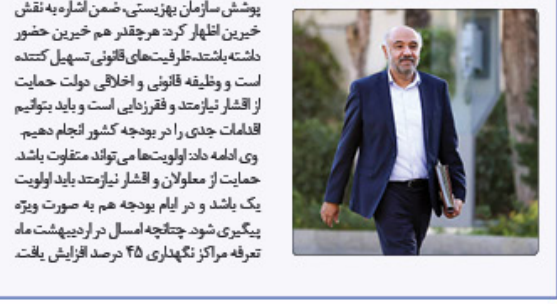 پوشش سازمان بهزیستی، ضمن اشاره به نقش
خیرین اظهار کرد: هرچقدر هم خیرین حضور
داشته باشند، ظرفیت‌های قانونی تسهیل کننده
است و وظیفه قانونی و اخلاقی دولت حمایت
از اقشار نیازمتد و فقرزدایی است و باید بتوانیم
اقدامات جدی را در بودجه کشور انجام دهیم.
وی ادامه داد: اولویت‌ها می‌تواند متفاوت باشد.
حمایت از معلولان و اقشار نیازمند باید اولویت
یک باشد و در ایام بودجه هم به صورت ویژه
پیگیری شود. چنانچه امسال در اردیبهشت ماه
تعرفه مراکز نگهداری ۴۵ درصد افزایش یافت.